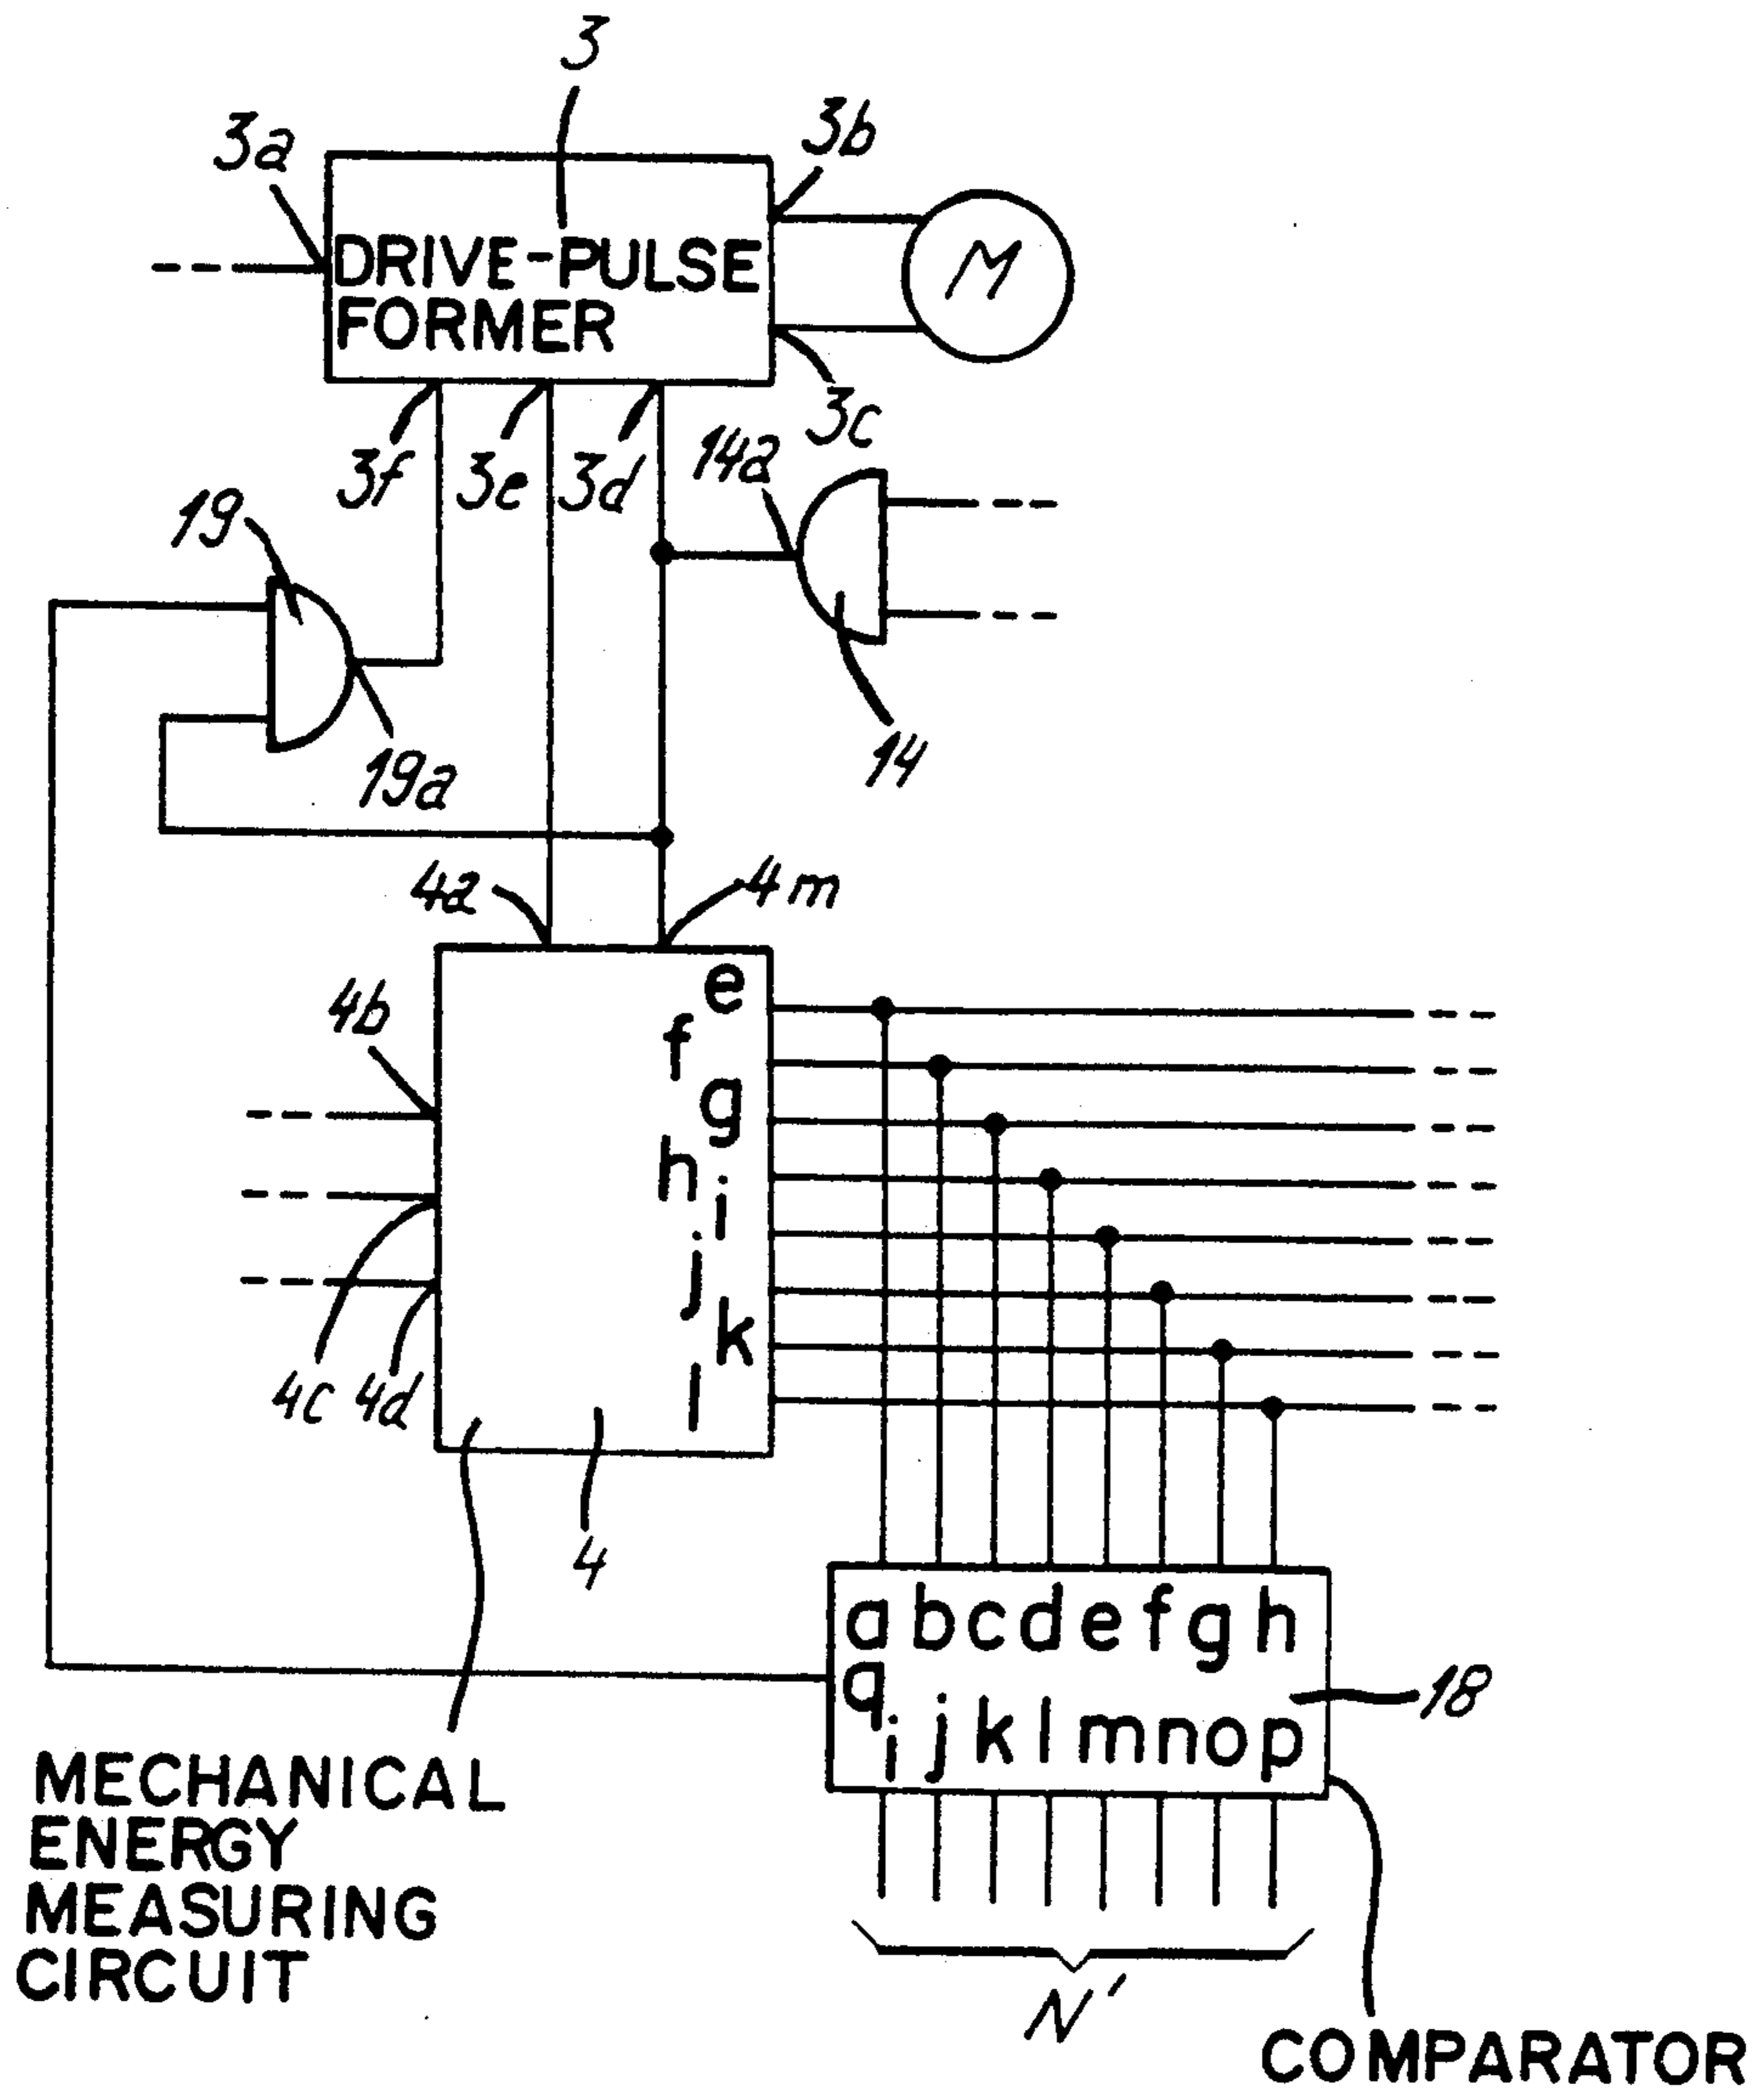 3
3a
3b
DRIVE-PULSE
FORMER
M
3c
3f
3e
3d
14a
19
19a
14
4a
4m
e
4b
f
g
h
i
j
k
4c
4d
l
4
a b c d e f g h
q
18
i j k l m n o p
MECHANICAL
ENERGY
MEASURING
CIRCUIT
N'
COMPARATOR